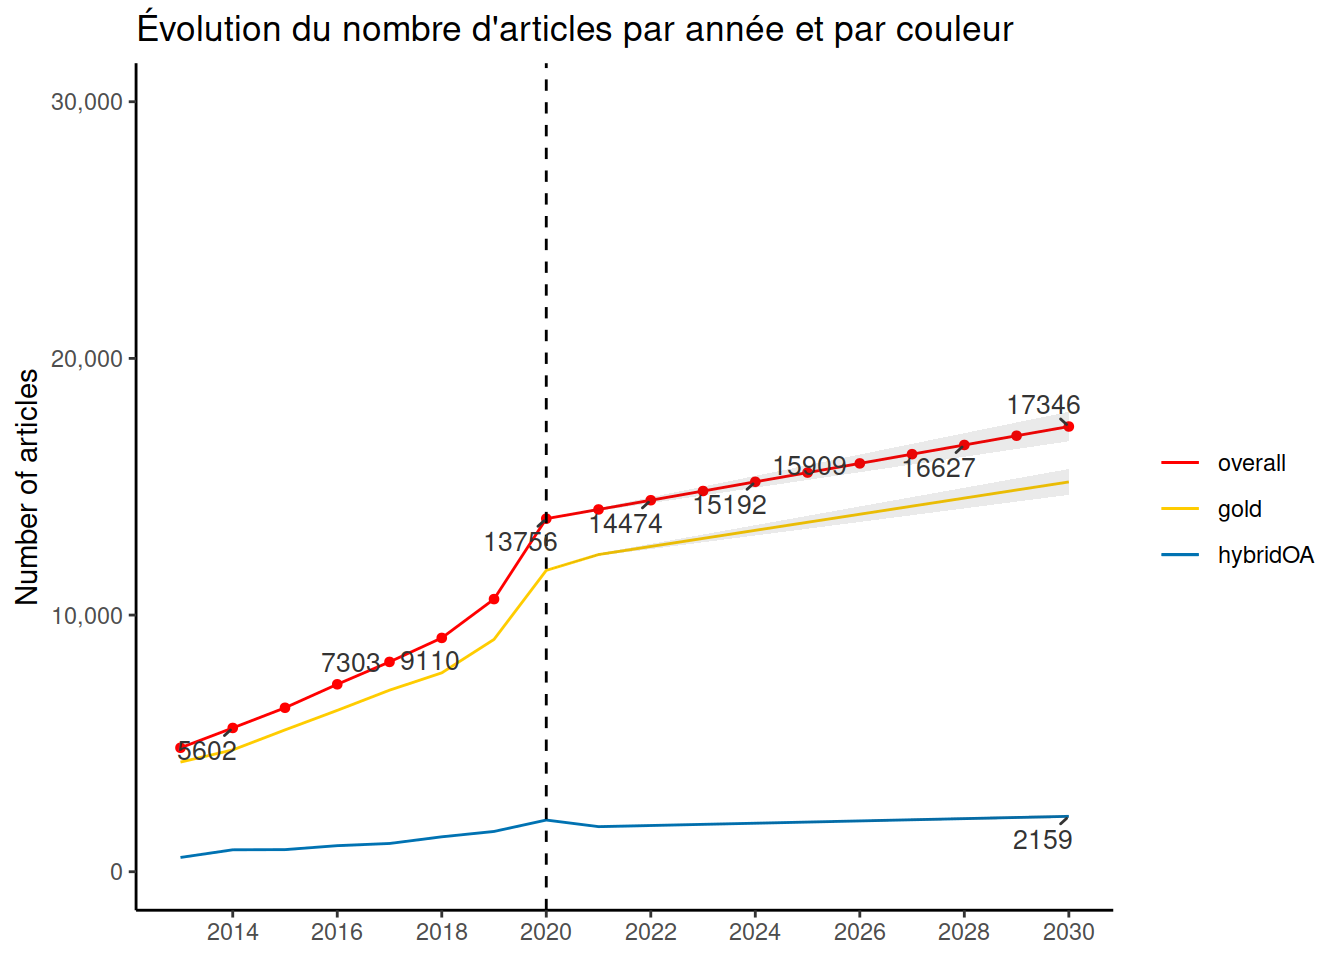 Évolution du nombre d'articles par année et par couleur
Number of articles
30,000
20,000
10,000
0
5602
7303
9110
13756
14474
15192
15909
16627
17346
2159
2014 2016 2018 2020 2022 2024 2026 2028 2030
overall
gold
hybridOA